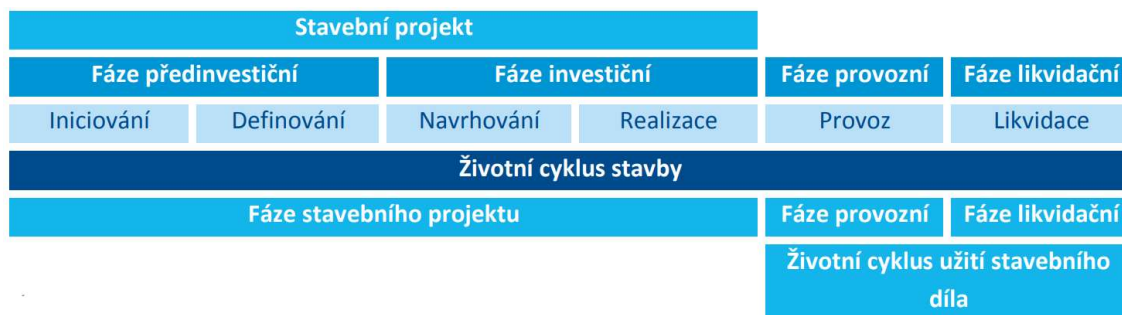 Stavební projekt
Fáze předinvestiční Fáze investiční Fáze provozní Fáze likvidační
Iniciování Definování Navrhování Realizace Provoz Likvidace
Životní cyklus stavby
Fáze stavebního projektu Fáze provozní Fáze likvidační
Životní cyklus užití stavebního
díla